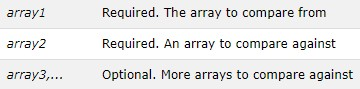 array1 Required. The array to compare from
array2 Required. An array to compare against
array3,... Optional. More arrays to compare against